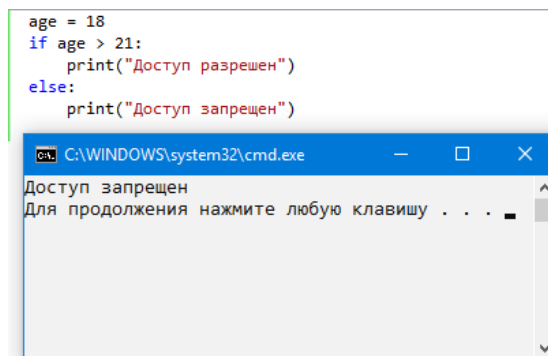 age = 18
if age > 21:
    print("Доступ разрешен")
else:
    print("Доступ запрещен")
C:\WINDOWS\system32\cmd.exe
Доступ запрещен
Для продолжения нажмите любую клавишу . . .